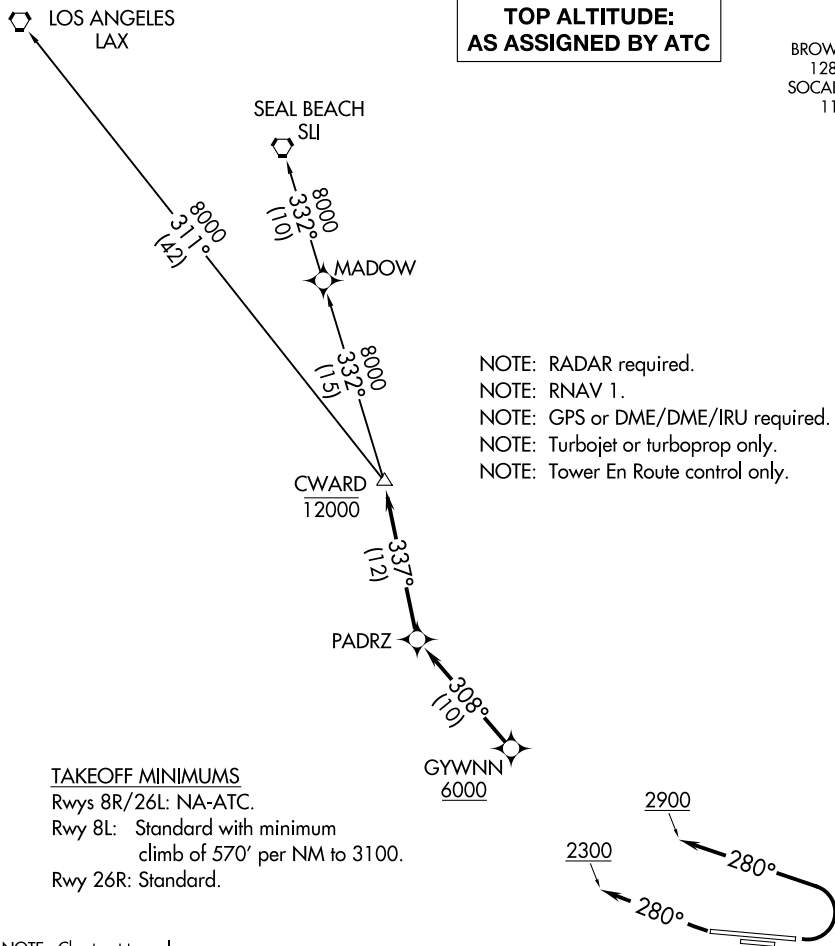 LOS ANGELES
LAX
TOP ALTITUDE:
AS ASSIGNED BY ATC
SEAL BEACH
SLI
8000
311°
(42)
8000
332°
(10)
MADOW
8000
332°
(15)
NOTE: RADAR required.
NOTE: RNAV 1.
NOTE: GPS or DME/DME/IRU required.
NOTE: Turbojet or turboprop only.
NOTE: Tower En Route control only.
CWARD
12000
337°
(12)
PADRZ
308°
(10)
GYWNN
6000
TAKEOFF MINIMUMS
Rwys 8R/26L: NA-ATC.
Rwy 8L: Standard with minimum
climb of 570' per NM to 3100.
Rwy 26R: Standard.
2900
280°
2300
280°